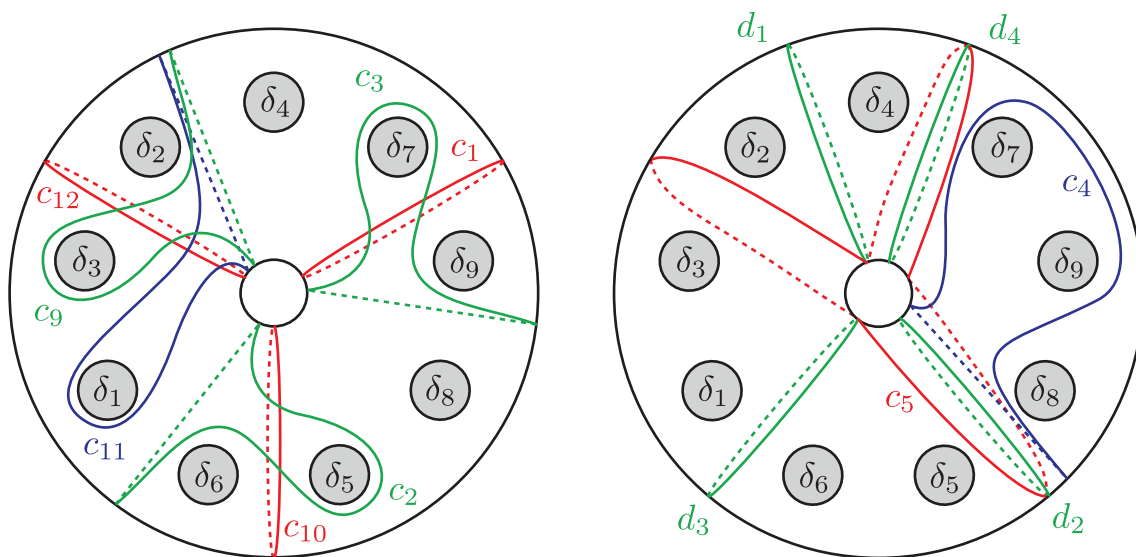 δ₄
c₃
δ₂
δ₇
c₁
c₁₂
δ₃
δ₉
c₉
δ₁
δ₈
c₁₁
δ₆
δ₅
c₂
c₁₀
d₁
d₄
δ₄
δ₂
δ₇
c₄
δ₃
δ₉
δ₁
c₅
δ₈
δ₆
δ₅
d₃
d₂